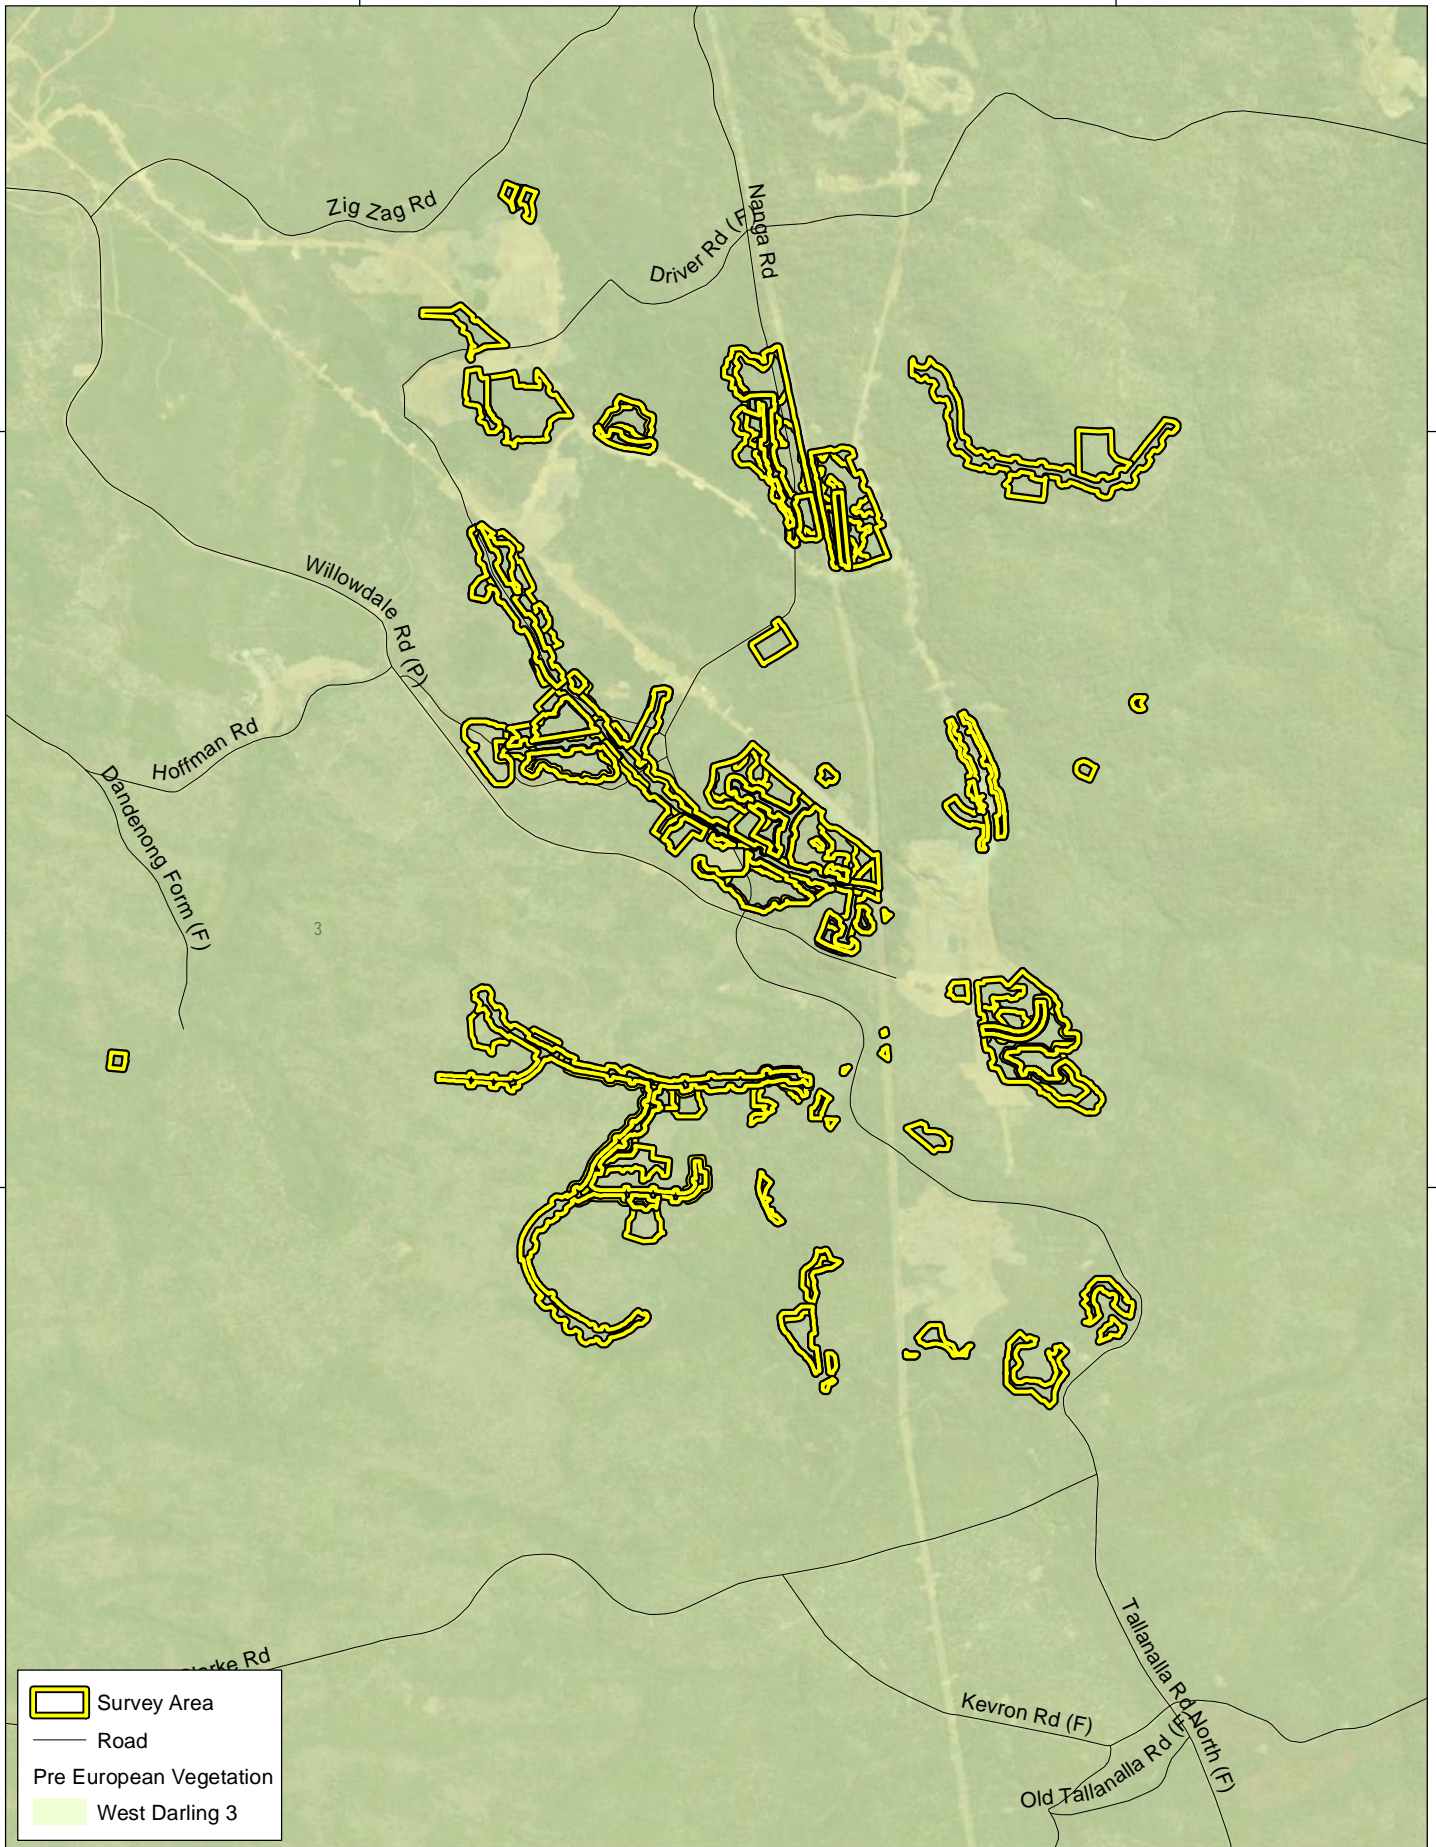 Zig Zag Rd
Nanga Rd
Driver Rd (F)
Willowdale Rd (P)
Hoffman Rd
Dandenong Form (F)
3
Rd
Tallanalla Rd North (F)
Kevron Rd (F)
Old Tallanalla Rd (F)
Survey Area
Road
Pre European Vegetation
West Darling 3